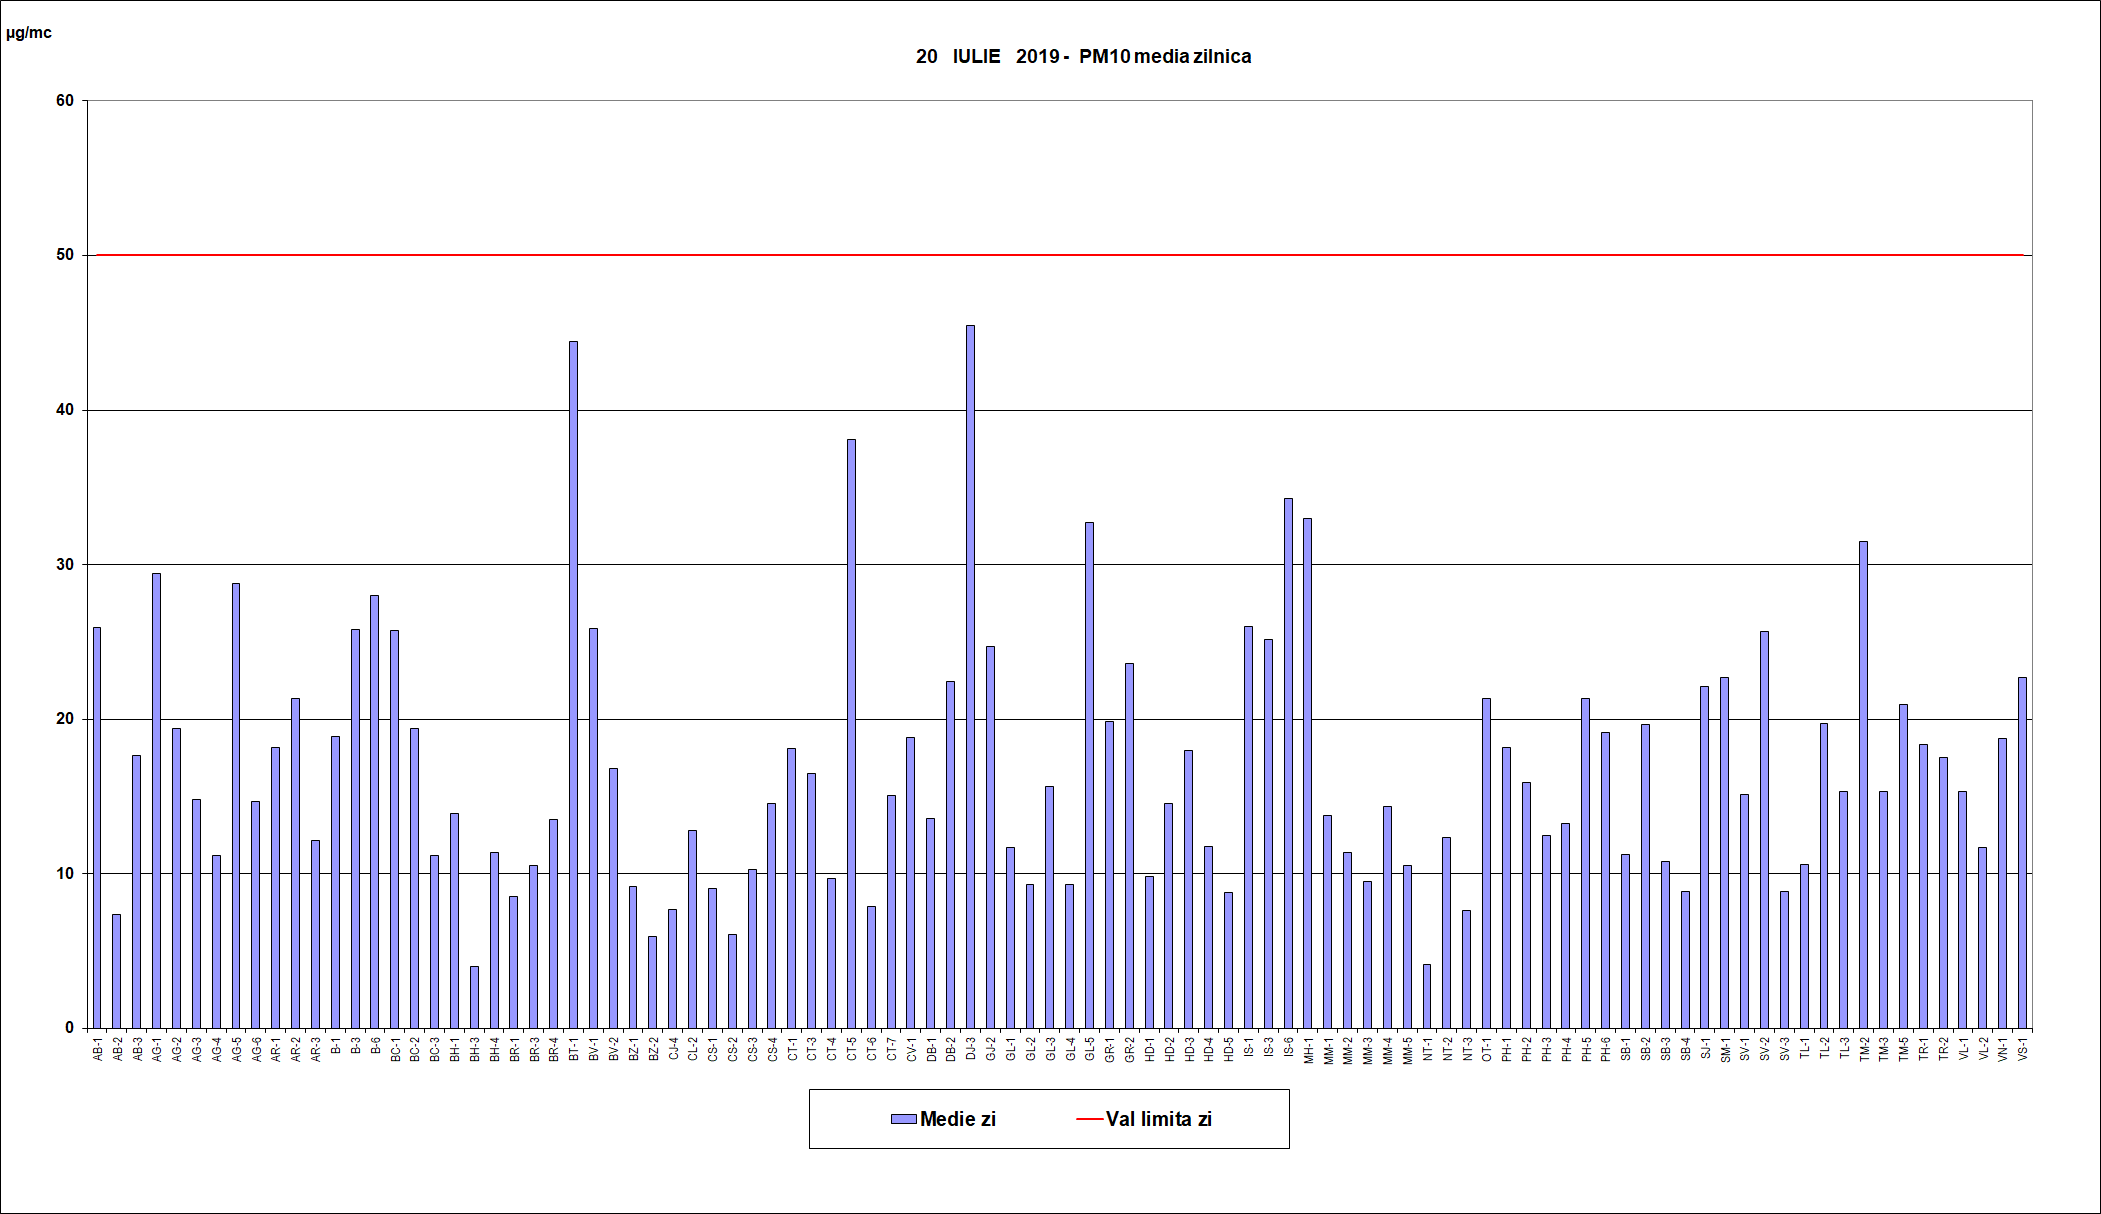 µg/mc
20 IULIE 2019 - PM10 media zilnica
60
50
40
30
20
10
0
AB-1 AB-2 AB-3 AG-1 AG-2 AG-3 AG-4 AG-5 AG-6 AR-1 AR-2 AR-3 B-1 B-3 B-6 BC-1 BC-2 BC-3 BH-1 BH-3 BH-4 BR-1 BR-3 BR-4 BT-1 BV-1 BV-2 BZ-1 BZ-2 CJ-4 CL-2 CS-1 CS-2 CS-3 CS-4 CT-1 CT-3 CT-4 CT-5 CT-6 CT-7 CV-1 DB-1 DB-2 DJ-3 GJ-2 GL-1 GL-2 GL-3 GL-4 GL-5 GR-1 GR-2 HD-1 HD-2 HD-3 HD-4 HD-5 IS-1 IS-3 IS-6 MH-1 MM-1 MM-2 MM-3 MM-4 MM-5 NT-1 NT-2 NT-3 OT-1 PH-1 PH-2 PH-3 PH-4 PH-5 PH-6 SB-1 SB-2 SB-3 SB-4 SJ-1 SM-1 SV-1 SV-2 SV-3 TL-1 TL-2 TL-3 TM-2 TM-3 TM-5 TR-1 TR-2 VL-1 VL-2 VN-1 VS-1
Medie zi Val limita zi